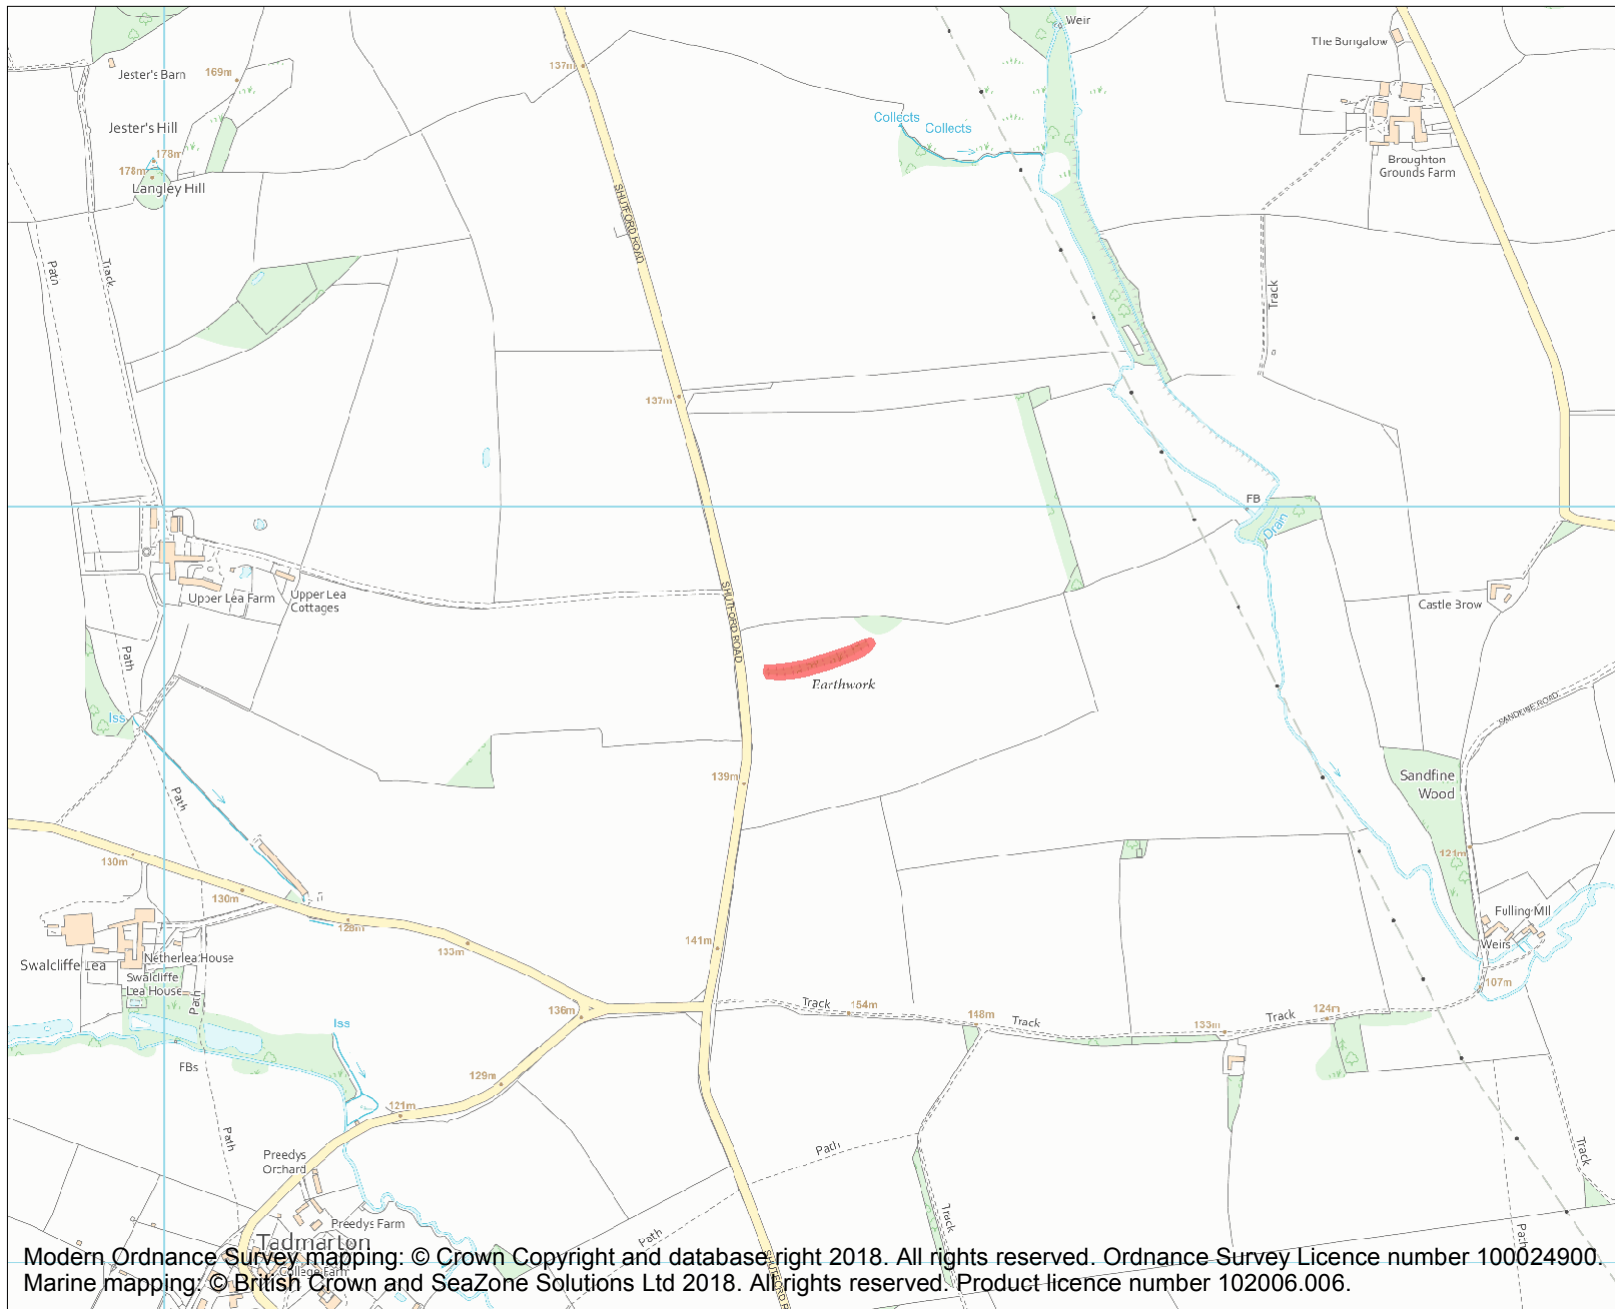 Weir
The Bungalow
137m
Jester's Barn
169m
Collects
Collects
Jester's Hill
178m
178m
Langley Hill
Broughton
Grounds Farm
SHUTFORD ROAD
Path
Track
Track
137m
FB
Drain
Upper Lea Farm
Upper Lea
Cottages
SHUTFORD ROAD
Castle Brow
Path
Earthwork
Iss
SANDFINE ROAD
139m
Sandfine
Wood
Path
130m
121m
130m
Fulling Mill
128m
133m
141m
Weirs
Swalcliffe Lea
Netherlea House
Swalcliffe
Lea House
Path
107m
Track
154m
136m
148m
Track
133m
Track
124m
Iss
FBs
129m
121m
Path
Path
Track
Preedys
Orchard
Track
Preedys Farm
Path
Path
Tadmarton
College Farm
SHUTFORD R
Modern Ordnance Survey mapping: © Crown Copyright and database right 2018. All rights reserved. Ordnance Survey Licence number 100024900.
Marine mapping: © British Crown and SeaZone Solutions Ltd 2018. All rights reserved. Product licence number 102006.006.